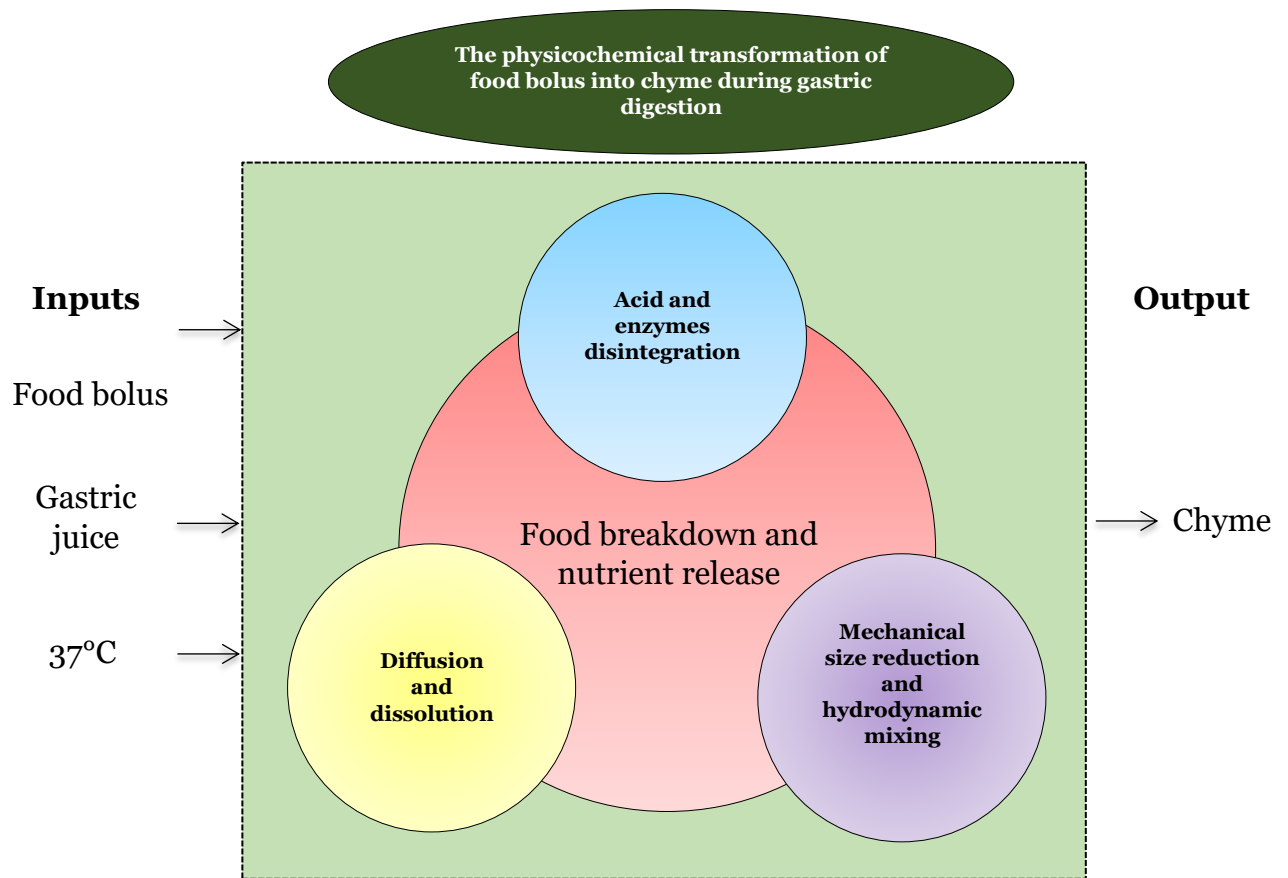 The physicochemical transformation of
food bolus into chyme during gastric
digestion
Inputs
Food bolus
Gastric
juice
37°C
Acid and
enzymes
disintegration
Food breakdown and
nutrient release
Diffusion
and
dissolution
Mechanical
size reduction
and
hydrodynamic
mixing
Output
Chyme